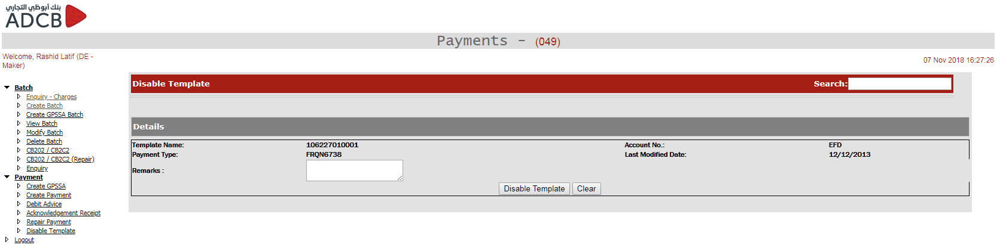 بنك أبوظبي التجاري
ADCB
Payments - (049)
Welcome, Rashid Latif (DE -
Maker)
07 Nov 2018 16:27:26
Batch
Enquiry - Charges
Create Batch
Create GPSSA Batch
View Batch
Modify Batch
Delete Batch
CB202 / CB2C2
CB202 / CB2C2 (Repair)
Enquiry
Payment
Create GPSSA
Create Payment
Debit Advice
Acknowledgement Receipt
Repair Payment
Disable Template
Logout
Disable Template Search:
Details
Template Name: 106227010001 Account No.: EFD
Payment Type: FRQN6738 Last Modified Date: 12/12/2013
Remarks :
Disable Template Clear